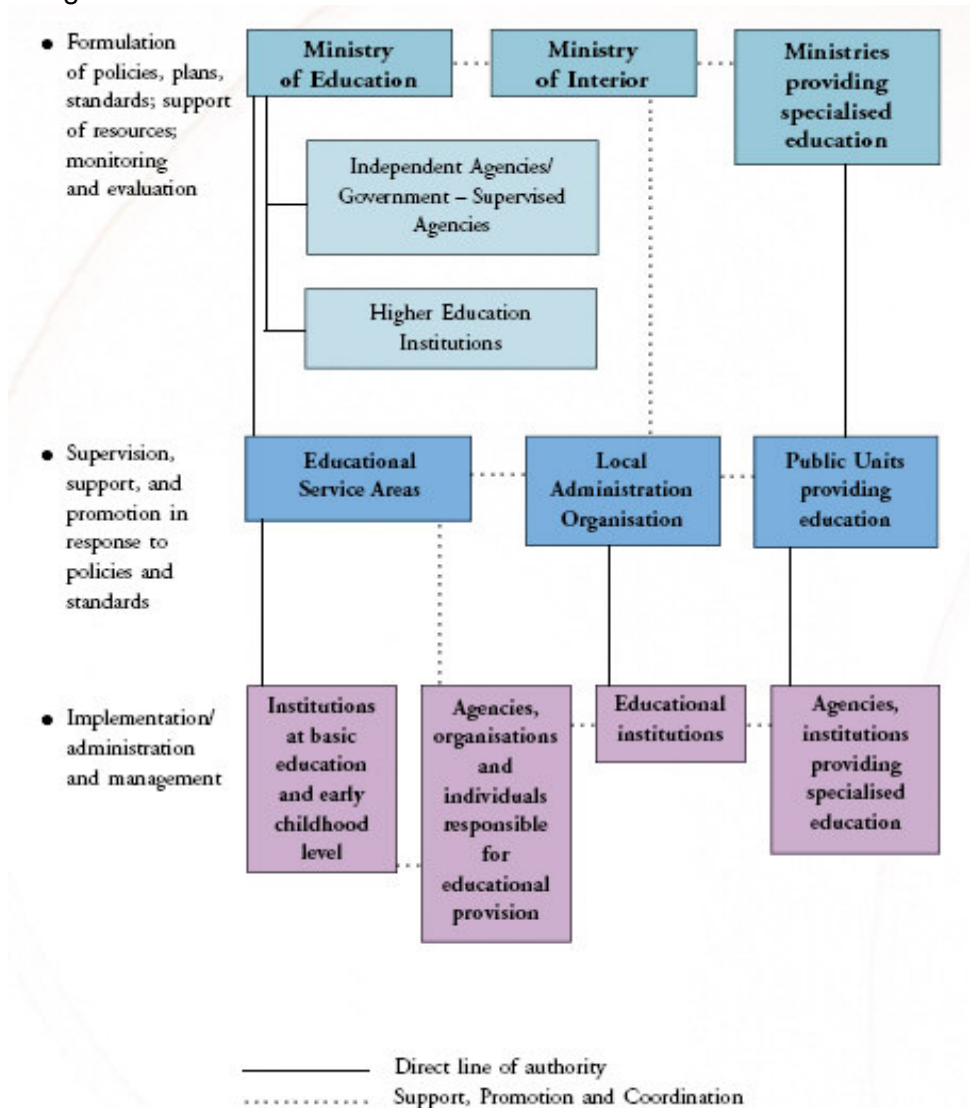 ● Formulation
of policies, plans,
standards; support
of resources;
monitoring
and evaluation
Ministry
of Education
Ministry
of Interior
Ministries
providing
specialised
education
Independent Agencies/
Government – Supervised
Agencies
Higher Education
Institutions
● Supervision,
support, and
promotion in
response to
policies and
standards
Educational
Service Areas
Local
Administration
Organisation
Public Units
providing
education
● Implementation/
administration
and management
Institutions
at basic
education
and early
childhood
level
Agencies,
organisations
and
individuals
responsible
for
educational
provision
Educational
institutions
Agencies,
institutions
providing
specialised
education
Direct line of authority
Support, Promotion and Coordination